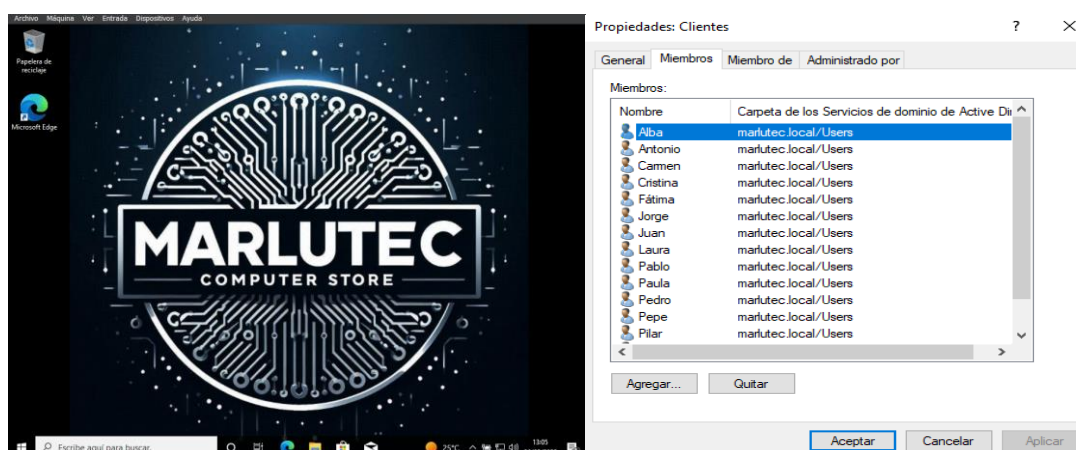 Archivo Máquina Ver Entrada Dispositivos Ayuda
Papelera de
reciclaje
Microsoft Edge
MARLUTEC
COMPUTER STORE
Escribe aquí para buscar.
25°C
13:05
Propiedades: Clientes
General Miembros Miembro de Administrado por
Miembros:
Nombre Carpeta de los Servicios de dominio de Active Dir
Alba marlutec.local/Users
Antonio marlutec.local/Users
Carmen marlutec.local/Users
Cristina marlutec.local/Users
Fátima marlutec.local/Users
Jorge marlutec.local/Users
Juan marlutec.local/Users
Laura marlutec.local/Users
Pablo marlutec.local/Users
Paula marlutec.local/Users
Pedro marlutec.local/Users
Pepe marlutec.local/Users
Pilar marlutec.local/Users
Agregar... Quitar
Aceptar Cancelar Aplicar